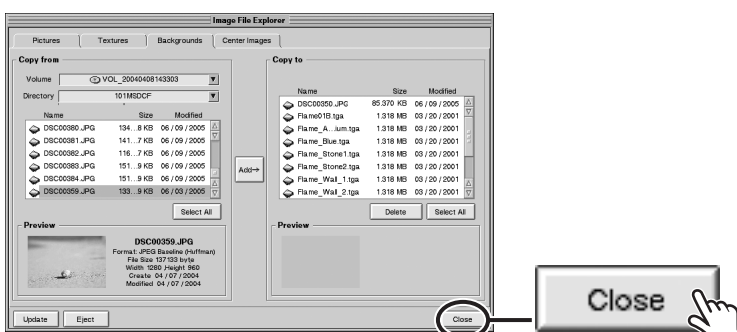 Image File Explorer
Pictures Textures Backgrounds Center Images
Copy from
Volume VOL_20040408143303
Directory 101MSDCF
Name Size Modified
DSC00380.JPG 134...8 KB 06 / 09 / 2005
DSC00381.JPG 141...7 KB 06 / 09 / 2005
DSC00382.JPG 116...7 KB 06 / 09 / 2005
DSC00383.JPG 151...9 KB 06 / 09 / 2005
DSC00384.JPG 151...9 KB 06 / 09 / 2005
DSC00359.JPG 133...9 KB 06 / 03 / 2005
Select All
Preview
DSC00359.JPG
Format: JPEG Baseline (Huffman)
File Size 137133 byte
Width 1280 ,Height 960
Create 04 / 07 / 2004
Modified 04 / 07 / 2004
Update Eject
Add→
Copy to
Name Size Modified
DSC00350.JPG 85.370 KB 06 / 09 / 2005
Flame01B.tga 1.318 MB 03 / 20 / 2001
Flame_A...ium.tga 1.318 MB 03 / 20 / 2001
Flame_Blue.tga 1.318 MB 03 / 20 / 2001
Flame_Stone1.tga 1.318 MB 03 / 20 / 2001
Flame_Stone2.tga 1.318 MB 03 / 20 / 2001
Flame_Wall_1.tga 1.318 MB 03 / 20 / 2001
Flame_Wall_2.tga 1.318 MB 03 / 20 / 2001
Delete Select All
Preview
Close
Close